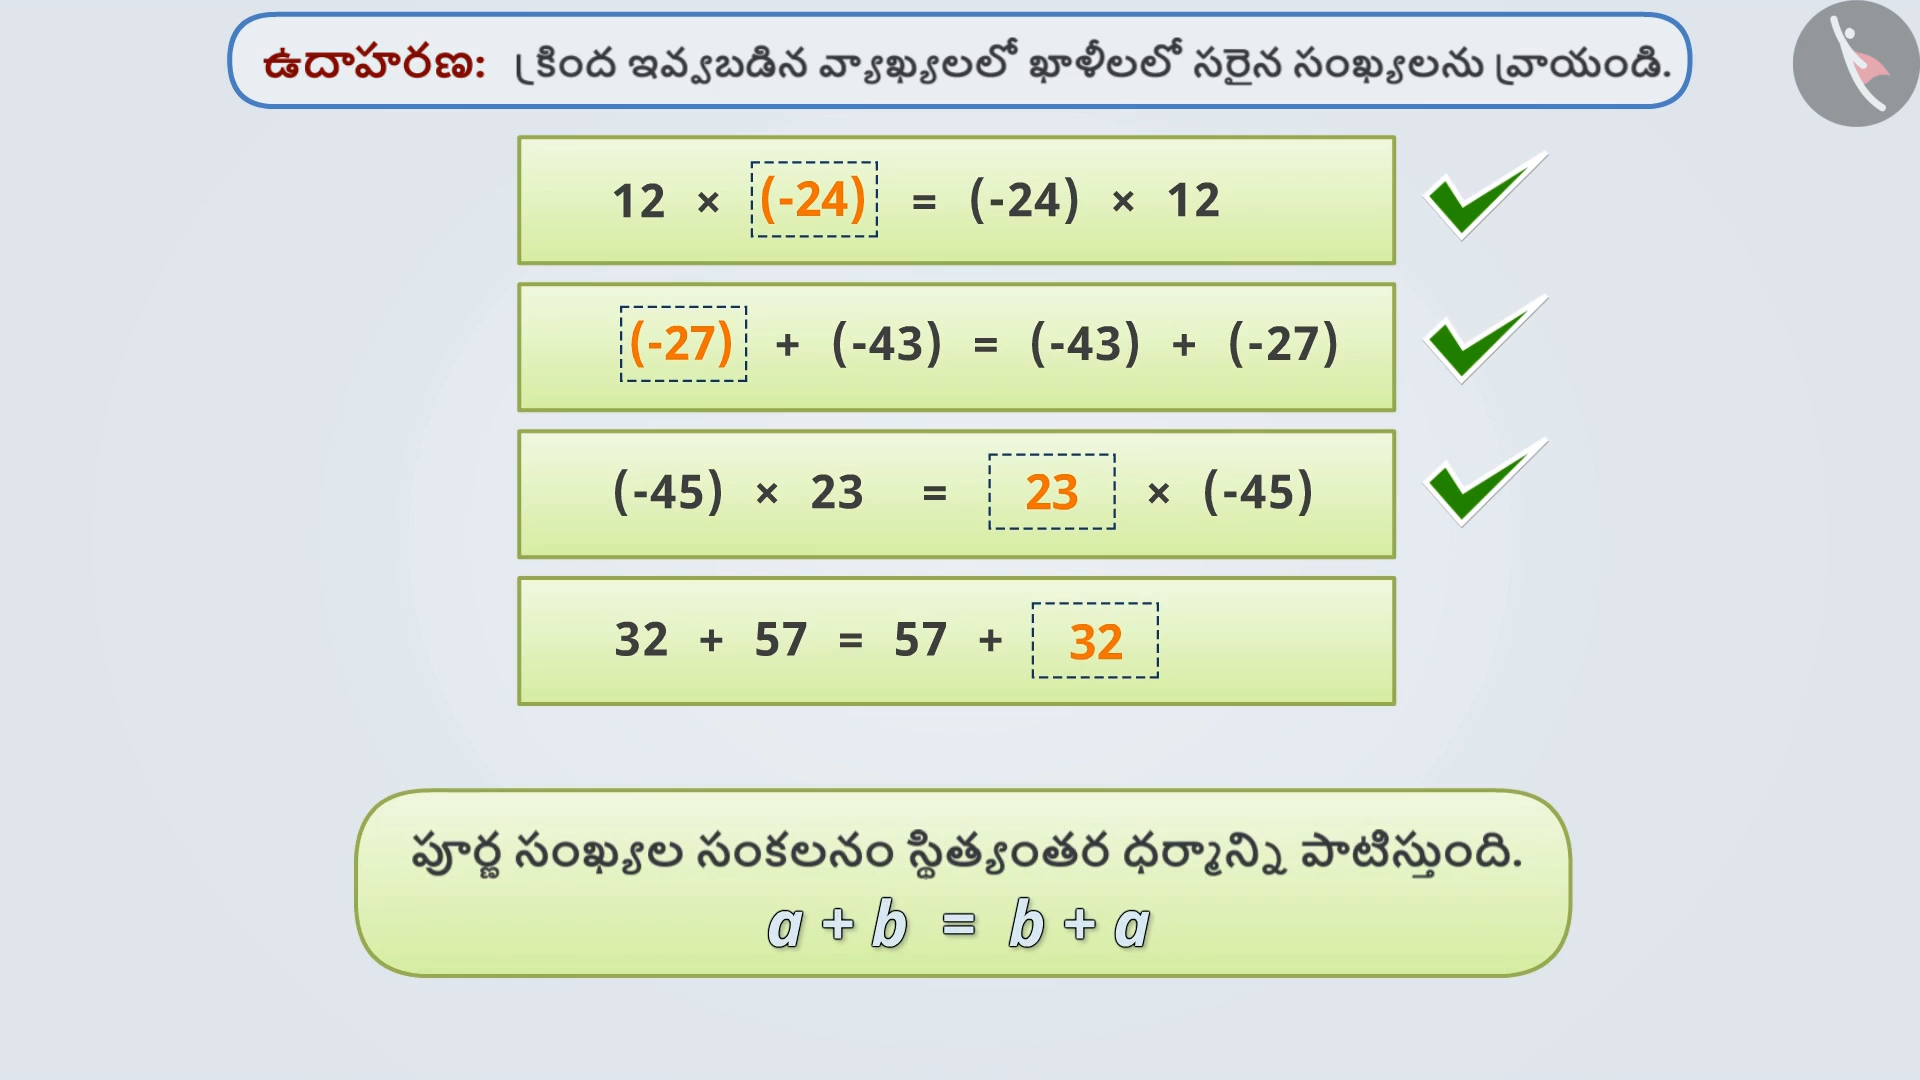 ఉదాహరణ: క్రింద ఇవ్వబడిన వ్యాఖ్యలలో ఖాళీలలో సరైన సంఖ్యలను వ్రాయండి.
12 × (-24) = (-24) × 12
(-27) + (-43) = (-43) + (-27)
(-45) × 23 = 23 × (-45)
32 + 57 = 57 + 32
పూర్ణ సంఖ్యల సంకలనం స్థిత్యంతర ధర్మాన్ని పాటిస్తుంది.
a + b = b + a